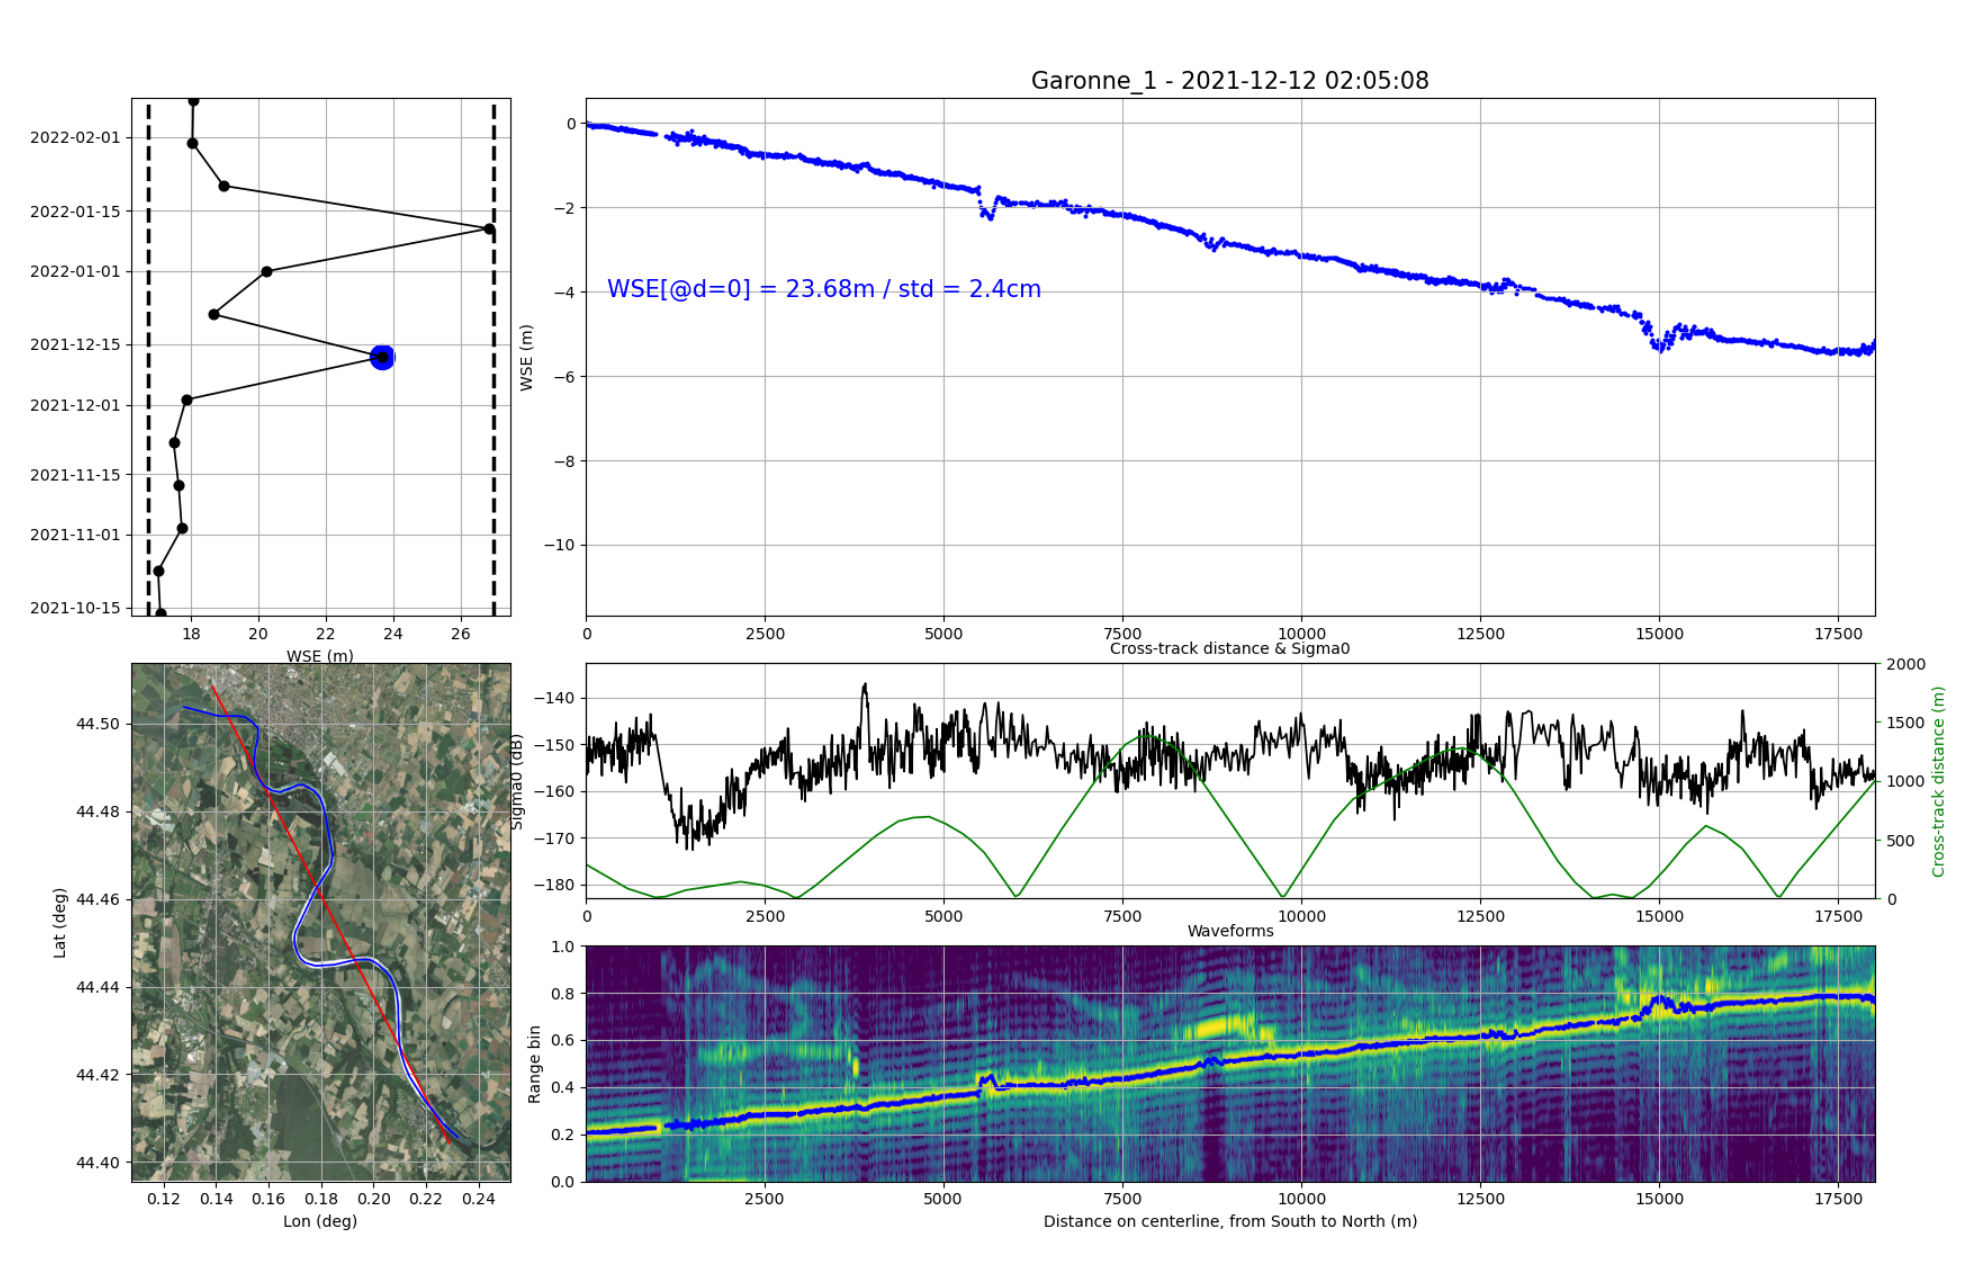 Garonne_1 - 2021-12-12 02:05:08
2022-02-01
2022-01-15
2022-01-01
2021-12-15
2021-12-01
2021-11-15
2021-11-01
2021-10-15
18 20 22 24 26
WSE (m)
0
−2
−4
−6
−8
−10
WSE (m)
WSE[@d=0] = 23.68m / std = 2.4cm
0 2500 5000 7500 10000 12500 15000 17500
Cross-track distance & Sigma0
44.50
44.48
44.46
44.44
44.42
44.40
Lat (deg)
0.12 0.14 0.16 0.18 0.20 0.22 0.24
Lon (deg)
−140
−150
−160
−170
−180
Sigma0 (dB)
2000
1500
1000
500
0
Cross-track distance (m)
0 2500 5000 7500 10000 12500 15000 17500
Waveforms
1.0
0.8
0.6
0.4
0.2
0.0
Range bin
2500 5000 7500 10000 12500 15000 17500
Distance on centerline, from South to North (m)